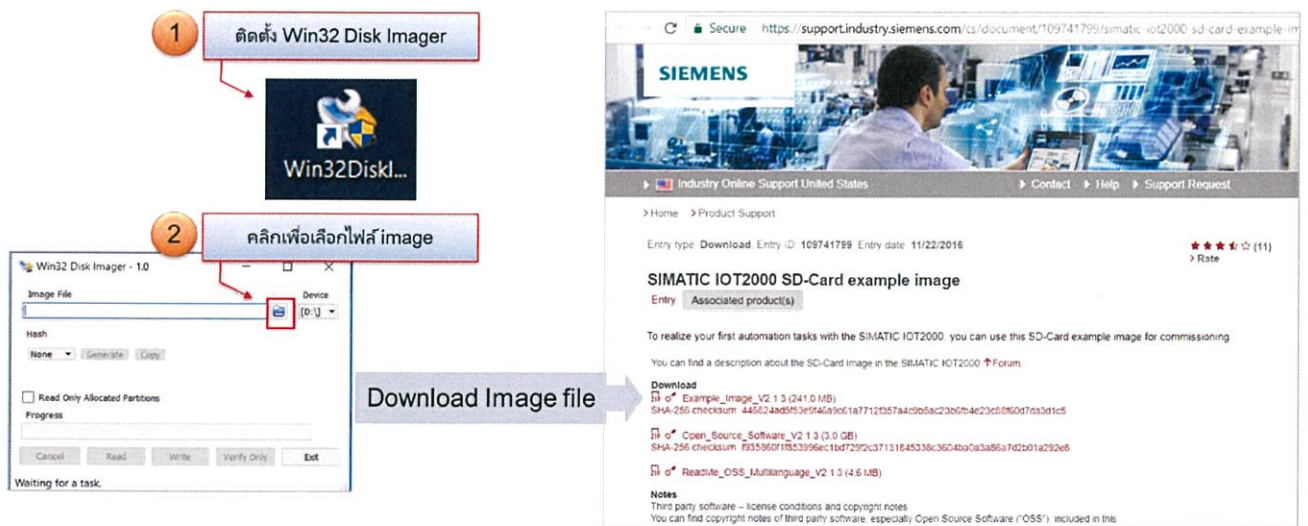 1
ติดตั้ง Win32 Disk Imager
Win32DiskI...
2
คลิกเพื่อเลือกไฟล์ image
Win32 Disk Imager - 1.0
Image File
Device
[D:\]
Hash
None
Generate
Copy
Read Only Allocated Partitions
Progress
Cancel
Read
Write
Verify Only
Exit
Waiting for a task.
Download Image file
Secure https://support.industry.siemens.com/cs/document/109741799/simatic-iot2000-sd-card-example-im
SIEMENS
Industry Online Support United States
Contact
Help
Support Request
>Home >Product Support
Entry type: Download, Entry ID: 109741799, Entry date: 11/22/2016
(11)
> Rate
SIMATIC IOT2000 SD-Card example image
Entry Associated product(s)
To realize your first automation tasks with the SIMATIC IOT2000, you can use this SD-Card example image for commissioning
You can find a description about the SD-Card Image in the SIMATIC IOT2000 Forum.
Download
Example_Image_V2.1.3 (241,0 MB)
SHA-256 checksum:
Open_Source_Software_V2.1.3 (3,0 GB)
SHA-256 checksum:
ReadMe_OSS_Multilanguage_V2.1.3 (4,6 MB)
Notes
Third party software – license conditions and copyright notes
You can find copyright notes of third party software, especially Open Source Software ("OSS"), included in this